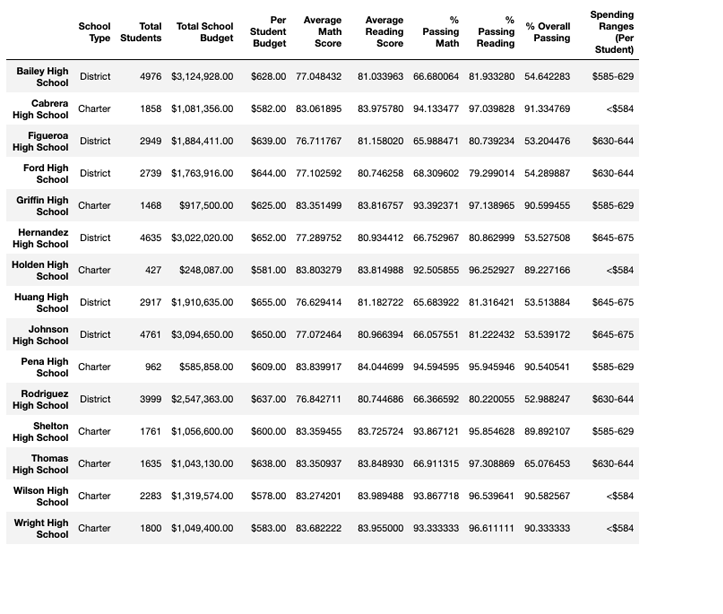 School Type Total Students Total School Budget Per Student Budget Average Math Score Average Reading Score % Passing Math % Passing Reading % Overall Passing Spending Ranges (Per Student)
Bailey High School District 4976 $3,124,928.00 $628.00 77.048432 81.033963 66.680064 81.933280 54.642283 $585-629
Cabrera High School Charter 1858 $1,081,356.00 $582.00 83.061895 83.975780 94.133477 97.039828 91.334769 <$584
Figueroa High School District 2949 $1,884,411.00 $639.00 76.711767 81.158020 65.988471 80.739234 53.204476 $630-644
Ford High School District 2739 $1,763,916.00 $644.00 77.102592 80.746258 68.309602 79.299014 54.289887 $630-644
Griffin High School Charter 1468 $917,500.00 $625.00 83.351499 83.816757 93.392371 97.138965 90.599455 $585-629
Hernandez High School District 4635 $3,022,020.00 $652.00 77.289752 80.934412 66.752967 80.862999 53.527508 $645-675
Holden High School Charter 427 $248,087.00 $581.00 83.803279 83.814988 92.505855 96.252927 89.227166 <$584
Huang High School District 2917 $1,910,635.00 $655.00 76.629414 81.182722 65.683922 81.316421 53.513884 $645-675
Johnson High School District 4761 $3,094,650.00 $650.00 77.072464 80.966394 66.057551 81.222432 53.539172 $645-675
Pena High School Charter 962 $585,858.00 $609.00 83.839917 84.044699 94.594595 95.945946 90.540541 $585-629
Rodriguez High School District 3999 $2,547,363.00 $637.00 76.842711 80.744686 66.366592 80.220055 52.988247 $630-644
Shelton High School Charter 1761 $1,056,600.00 $600.00 83.359455 83.725724 93.867121 95.854628 89.892107 $585-629
Thomas High School Charter 1635 $1,043,130.00 $638.00 83.350937 83.848930 66.911315 97.308869 65.076453 $630-644
Wilson High School Charter 2283 $1,319,574.00 $578.00 83.274201 83.989488 93.867718 96.539641 90.582567 <$584
Wright High School Charter 1800 $1,049,400.00 $583.00 83.682222 83.955000 93.333333 96.611111 90.333333 <$584